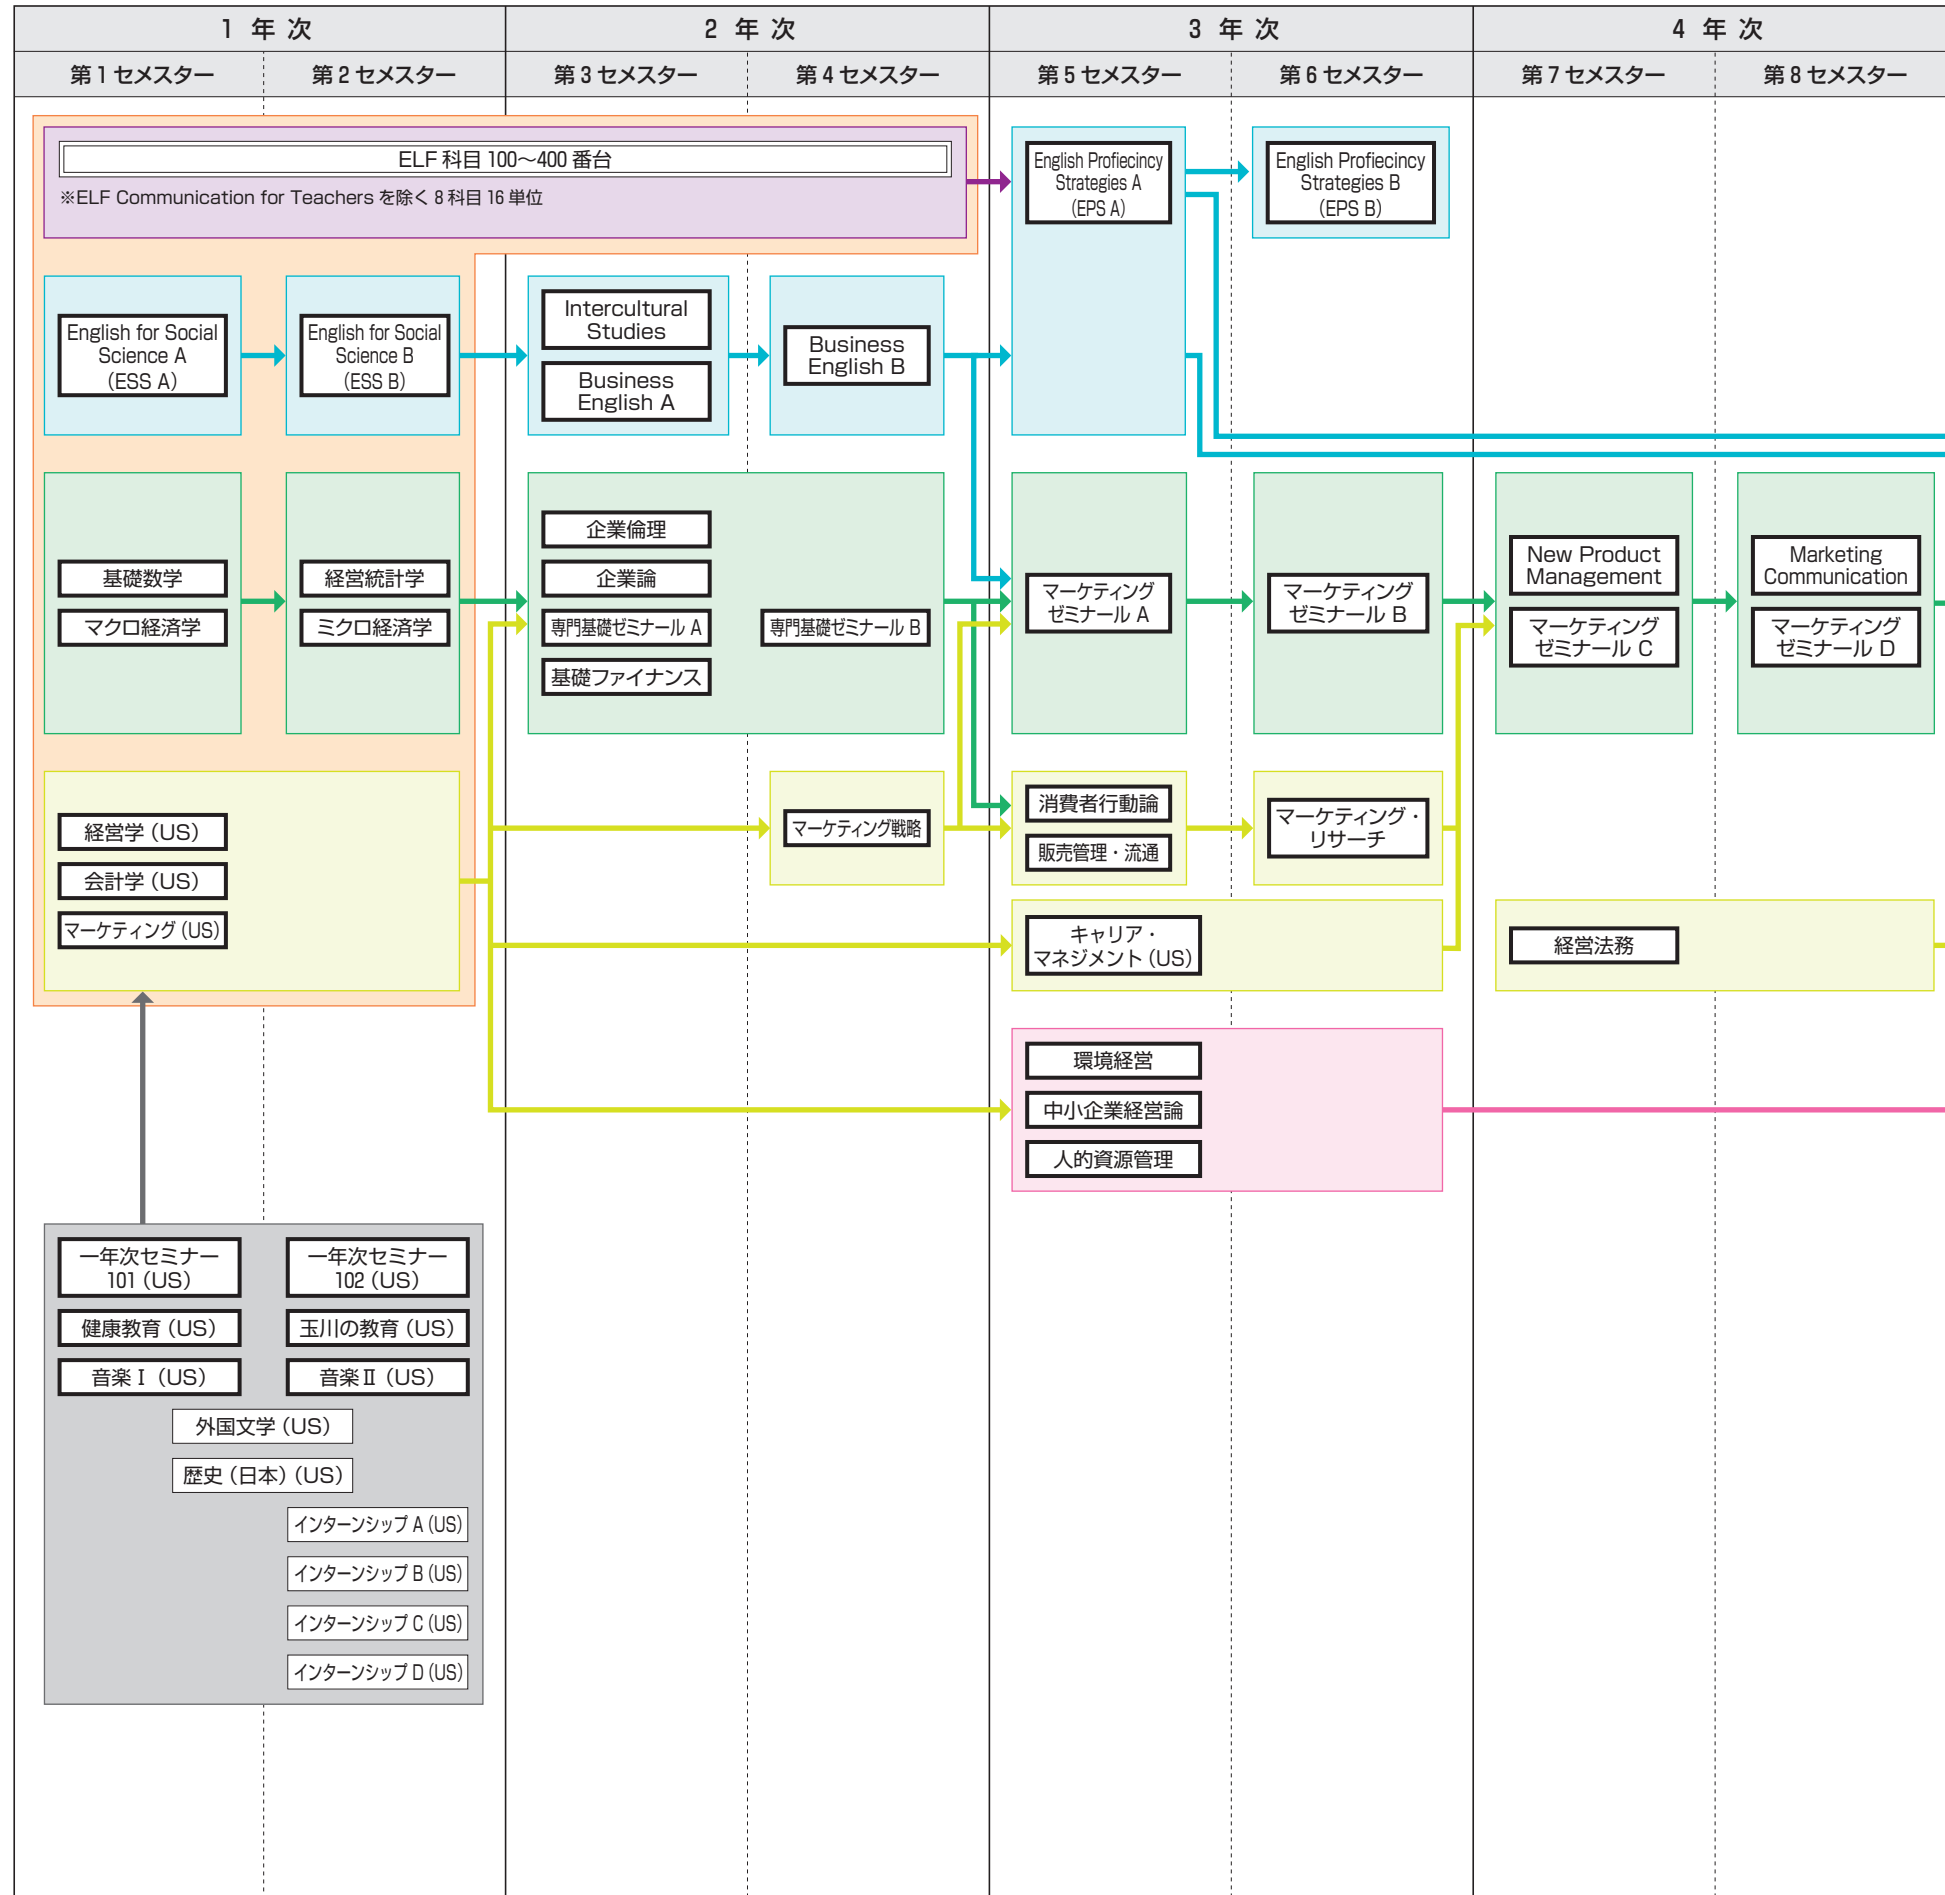 1 年 次
2 年 次
3 年 次
4 年 次
第 1 セメスター
第 2 セメスター
第 3 セメスター
第 4 セメスター
第 5 セメスター
第 6 セメスター
第 7 セメスター
第 8 セメスター
ELF 科目 100〜400 番台
※ELF Communication for Teachers を除く 8 科目 16 単位
English Profiecincy
Strategies A
(EPS A)
English Profiecincy
Strategies B
(EPS B)
English for Social
Science A
(ESS A)
English for Social
Science B
(ESS B)
Intercultural
Studies
Business
English A
Business
English B
基礎数学
マクロ経済学
経営統計学
ミクロ経済学
企業倫理
企業論
専門基礎ゼミナール A
基礎ファイナンス
専門基礎ゼミナール B
マーケティング
ゼミナール A
マーケティング
ゼミナール B
New Product
Management
マーケティング
ゼミナール C
Marketing
Communication
マーケティング
ゼミナール D
経営学 (US)
会計学 (US)
マーケティング (US)
マーケティング戦略
消費者行動論
販売管理・流通
マーケティング・
リサーチ
キャリア・
マネジメント (US)
経営法務
環境経営
中小企業経営論
人的資源管理
一年次セミナー
101 (US)
一年次セミナー
102 (US)
健康教育 (US)
玉川の教育 (US)
音楽 I (US)
音楽 II (US)
外国文学 (US)
歴史 (日本) (US)
インターンシップ A (US)
インターンシップ B (US)
インターンシップ C (US)
インターンシップ D (US)